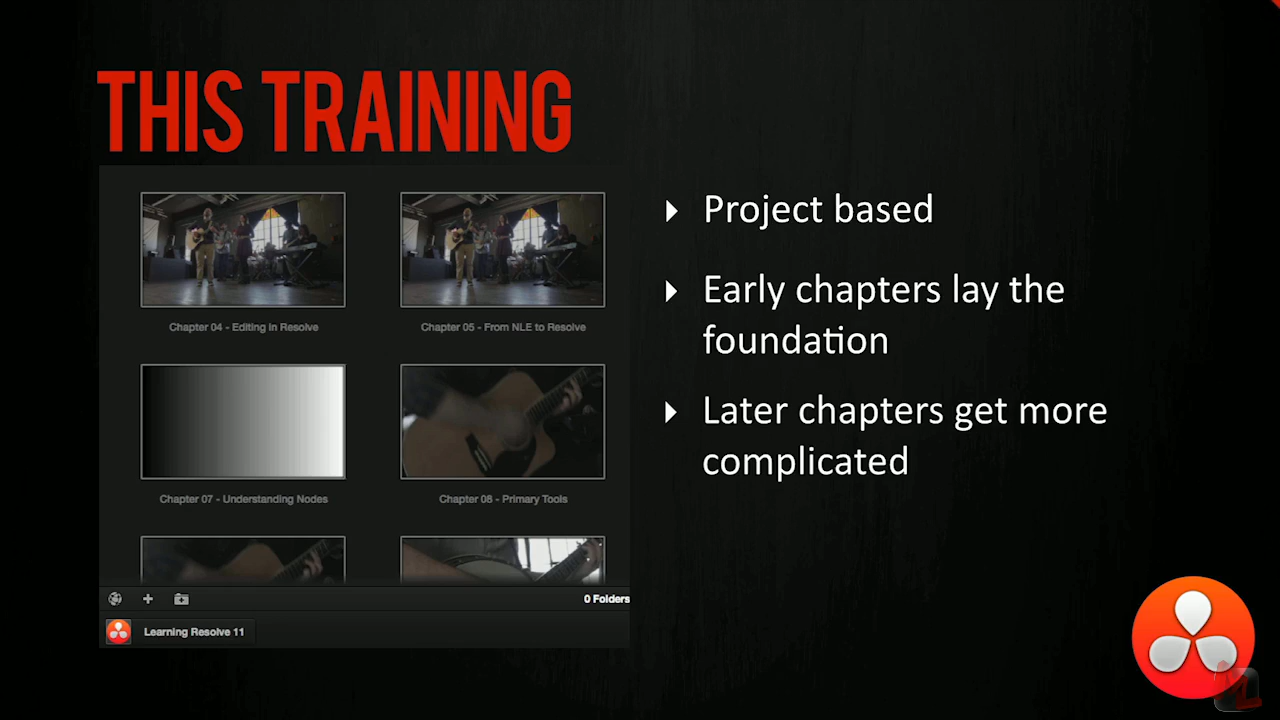 THIS TRAINING
Chapter 04 - Editing in Resolve
Chapter 05 - From NLE to Resolve
Chapter 07 - Understanding Nodes
Chapter 08 - Primary Tools
0 Folders
Learning Resolve 11
Project based
Early chapters lay the
foundation
Later chapters get more
complicated
ML